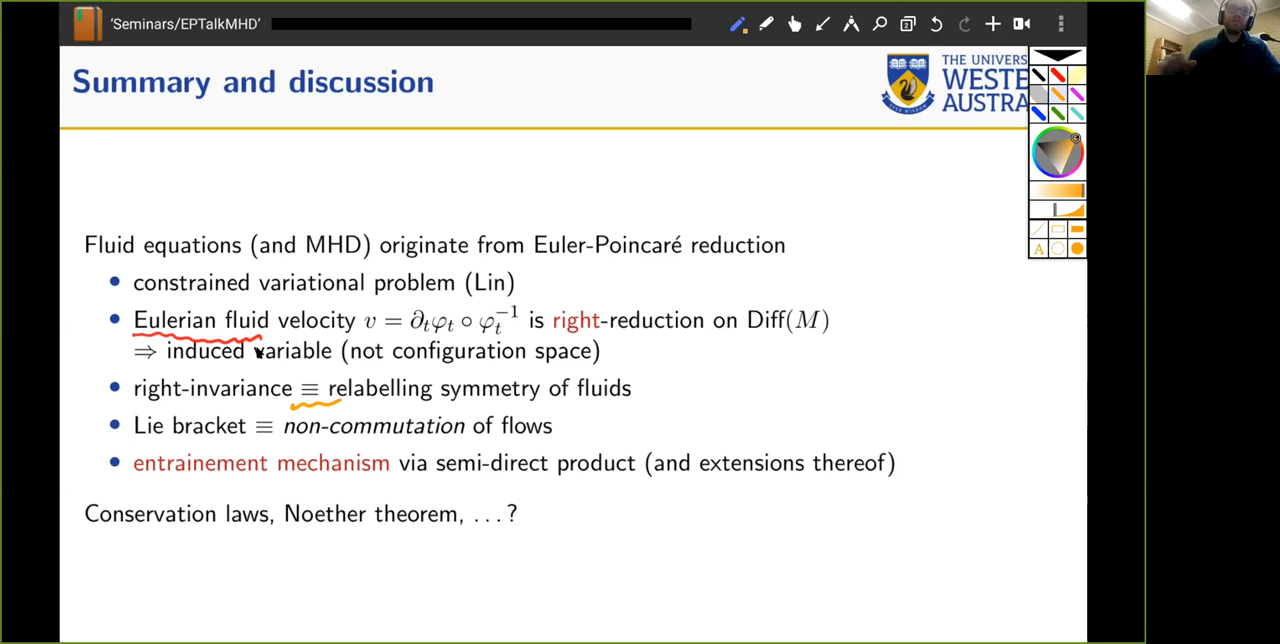 'Seminars/EPTalkMHD'
Summary and discussion
THE UNIVERS
WESTE
AUSTRA
Fluid equations (and MHD) originate from Euler-Poincaré reduction
• constrained variational problem (Lin)
• Eulerian fluid velocity v = ∂ₜφₜ ∘ φₜ⁻¹ is right-reduction on Diff(M)
⇒ induced variable (not configuration space)
• right-invariance ≡ relabelling symmetry of fluids
• Lie bracket ≡ non-commutation of flows
• entrainement mechanism via semi-direct product (and extensions thereof)
Conservation laws, Noether theorem, ...?
A